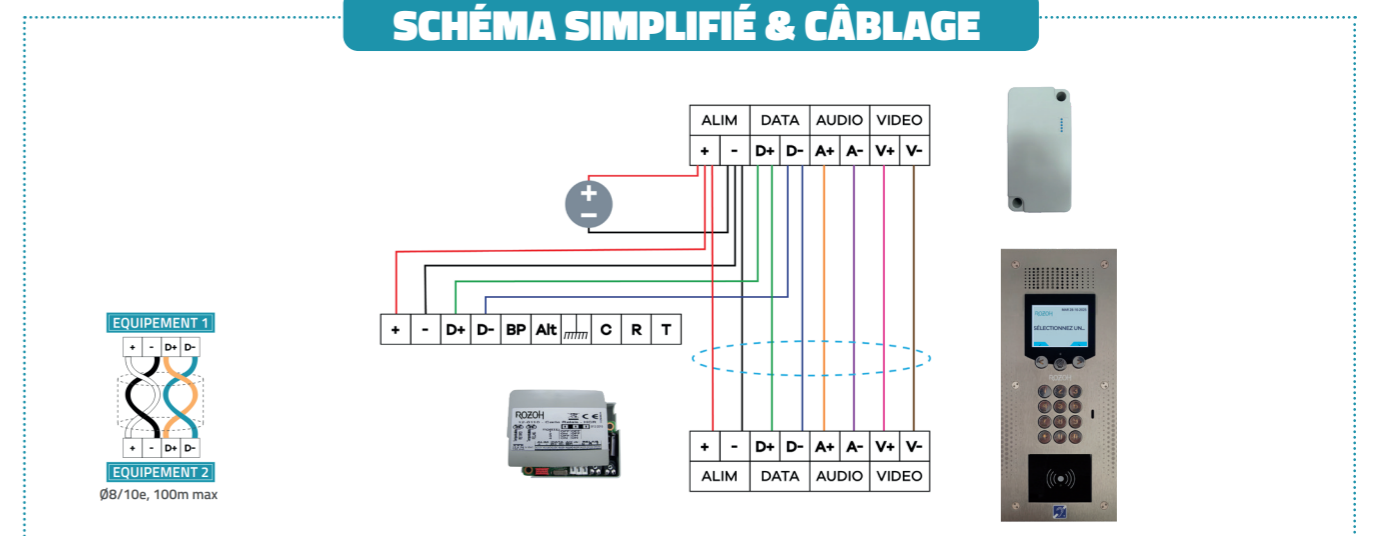 SCHÉMA SIMPLIFIÉ & CÂBLAGE
ALIM DATA AUDIO VIDEO
+ - D+ D- A+ A- V+ V-
+
−
+ - D+ D- BP Alt C R T
EQUIPEMENT 1
+ - D+ D-
+ - D+ D-
EQUIPEMENT 2
Ø8/10e, 100m max
ROZOH
+ - D+ D- A+ A- V+ V-
ALIM DATA AUDIO VIDEO
ROZOH
SÉLECTIONNEZ UN...
ROZOH